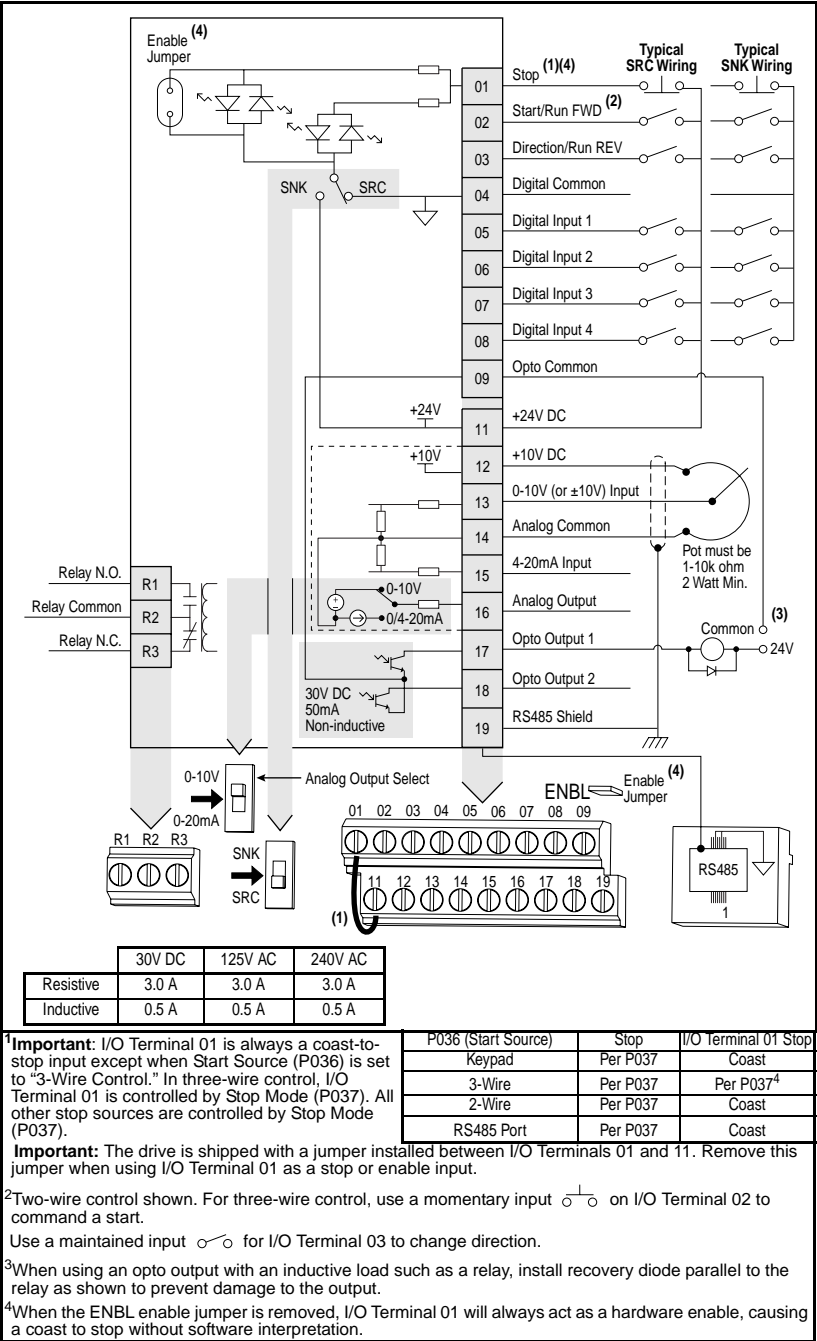 Enable (4)
Jumper
Typical
SRC Wiring
Typical
SNK Wiring
01 Stop (1)(4)
02 Start/Run FWD (2)
03 Direction/Run REV
SNK SRC
04 Digital Common
05 Digital Input 1
06 Digital Input 2
07 Digital Input 3
08 Digital Input 4
09 Opto Common
+24V 11 +24V DC
+10V 12 +10V DC
13 0-10V (or ±10V) Input
14 Analog Common
Pot must be
1-10k ohm
2 Watt Min.
15 4-20mA Input
0-10V
+
-
0/4-20mA
16 Analog Output
Relay N.O. R1
Relay Common R2
Relay N.C. R3
Common (3)
24V
17 Opto Output 1
18 Opto Output 2
30V DC
50mA
Non-inductive
19 RS485 Shield
0-10V
0-20mA
Analog Output Select
ENBL Enable (4)
Jumper
R1 R2 R3
SNK
SRC
01 02 03 04 05 06 07 08 09
11 12 13 14 15 16 17 18 19
(1)
RS485
1
30V DC 125V AC 240V AC
Resistive 3.0 A 3.0 A 3.0 A
Inductive 0.5 A 0.5 A 0.5 A
1Important: I/O Terminal 01 is always a coast-to-
stop input except when Start Source (P036) is set
to “3-Wire Control.” In three-wire control, I/O
Terminal 01 is controlled by Stop Mode (P037). All
other stop sources are controlled by Stop Mode
(P037).
P036 (Start Source) Stop I/O Terminal 01 Stop
Keypad Per P037 Coast
3-Wire Per P037 Per P0374
2-Wire Per P037 Coast
RS485 Port Per P037 Coast
Important: The drive is shipped with a jumper installed between I/O Terminals 01 and 11. Remove this
jumper when using I/O Terminal 01 as a stop or enable input.
2Two-wire control shown. For three-wire control, use a momentary input on I/O Terminal 02 to
command a start.
Use a maintained input for I/O Terminal 03 to change direction.
3When using an opto output with an inductive load such as a relay, install recovery diode parallel to the
relay as shown to prevent damage to the output.
4When the ENBL enable jumper is removed, I/O Terminal 01 will always act as a hardware enable, causing
a coast to stop without software interpretation.